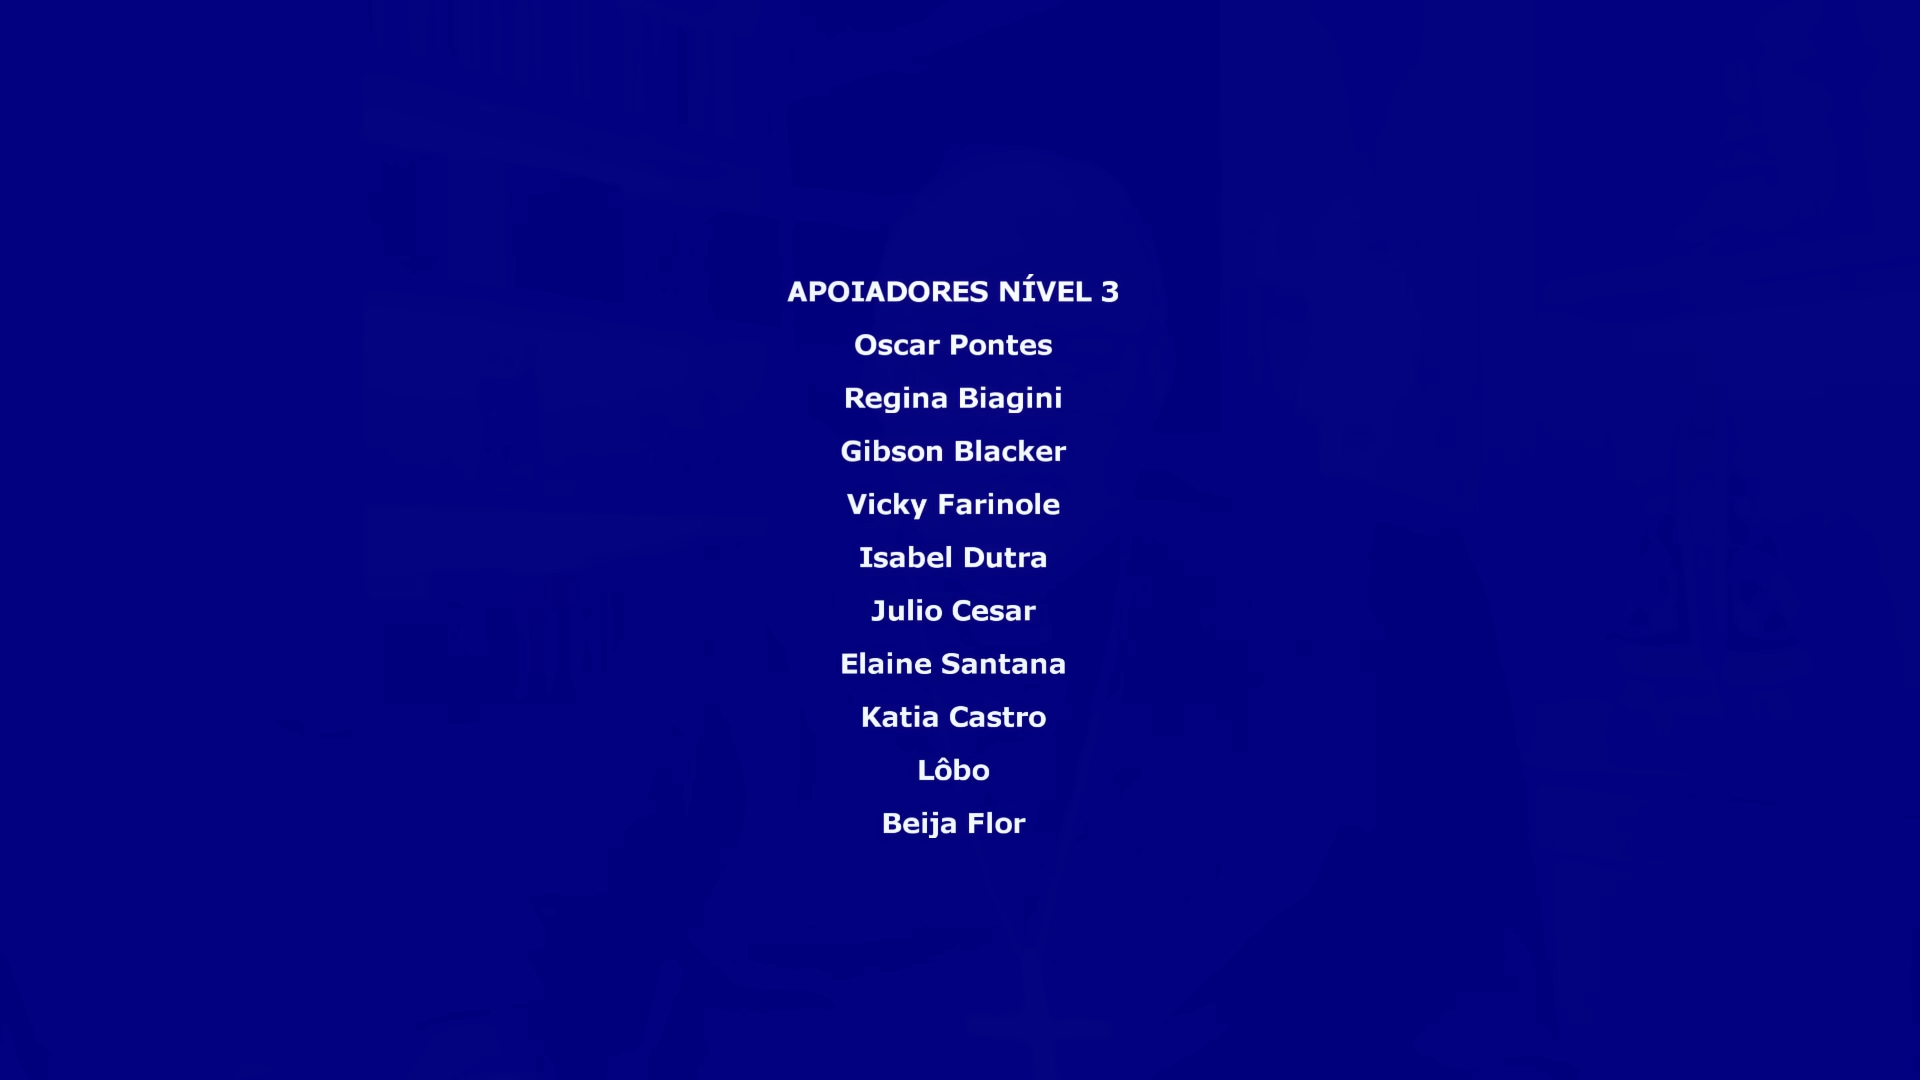 APOIADORES NÍVEL 3
Oscar Pontes
Regina Biagini
Gibson Blacker
Vicky Farinole
Isabel Dutra
Julio Cesar
Elaine Santana
Katia Castro
Lôbo
Beija Flor